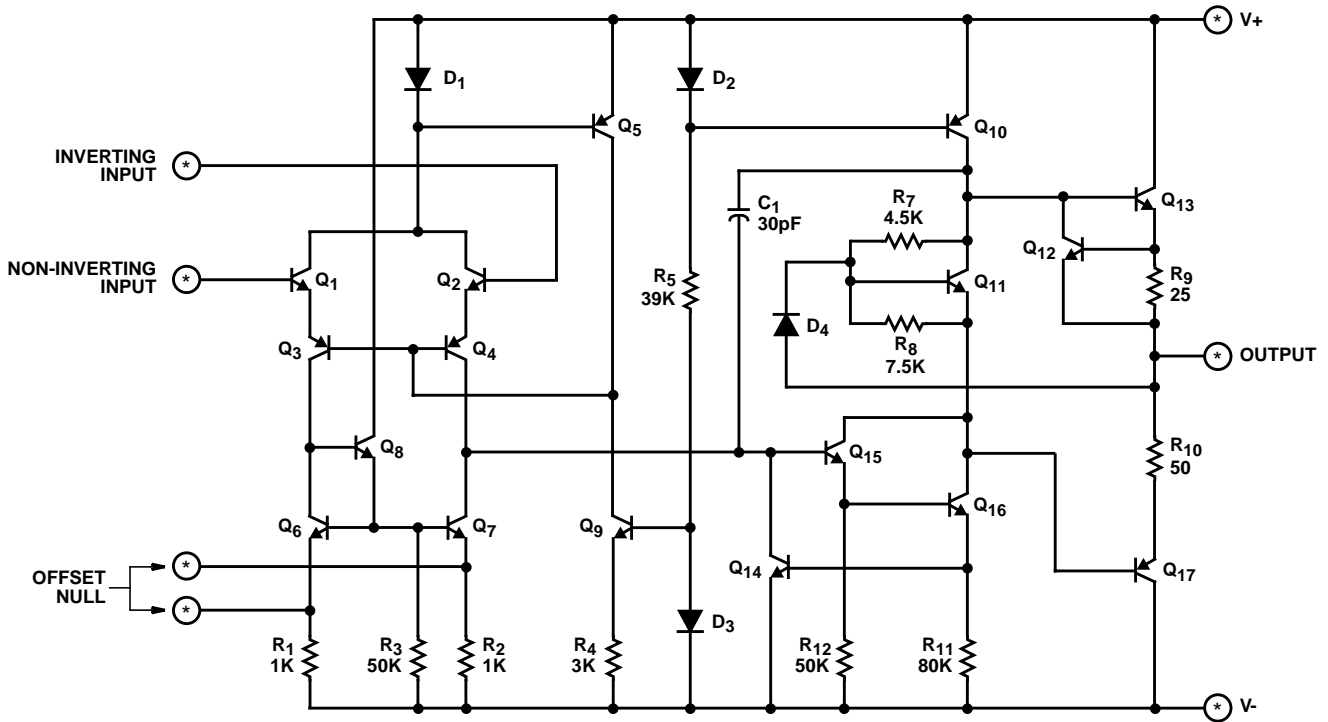 V+
D1
D2
Q5
Q10
INVERTING
INPUT
*
C1
30pF
R7
4.5K
Q13
Q12
NON-INVERTING
INPUT
*
Q1
Q2
R5
39K
Q11
R9
25
D4
R8
7.5K
Q3
Q4
* OUTPUT
Q8
Q15
R10
50
Q6
Q7
Q9
Q16
Q14
Q17
OFFSET
NULL
*
*
D3
R1
1K
R3
50K
R2
1K
R4
3K
R12
50K
R11
80K
* V-
*